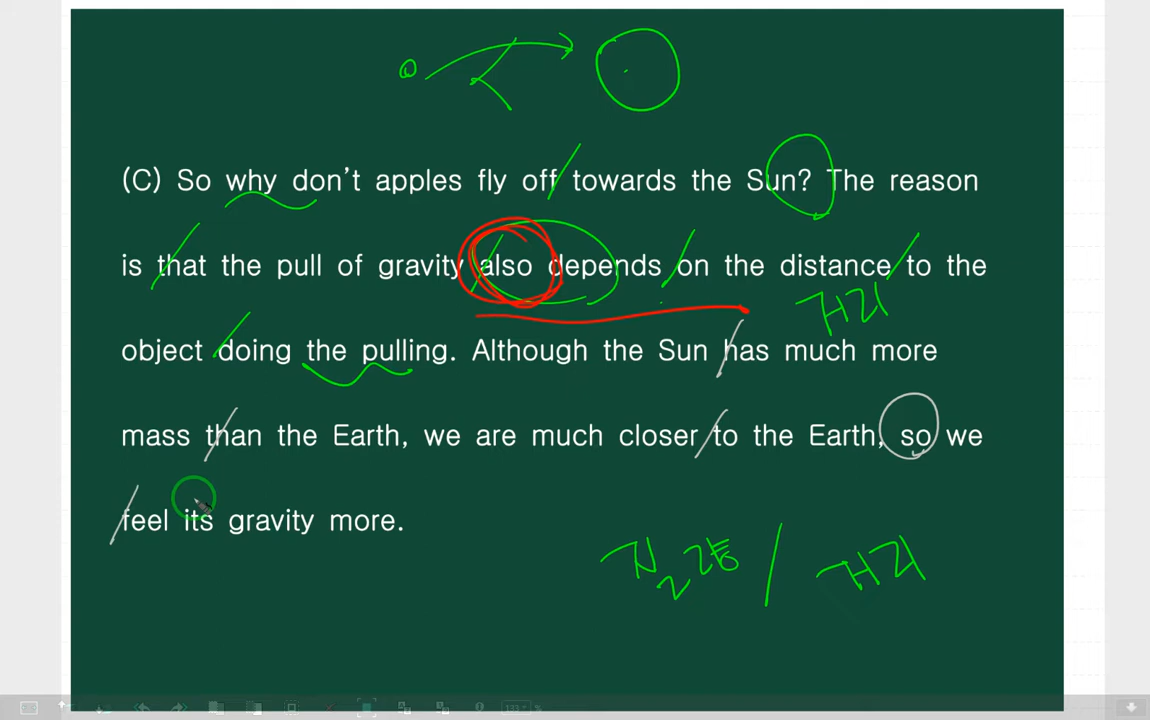 (C) So why don't apples fly off towards the Sun? The reason
is that the pull of gravity also depends on the distance to the
거리
object doing the pulling. Although the Sun has much more
mass than the Earth, we are much closer to the Earth, so we
feel its gravity more.
거리
133 %